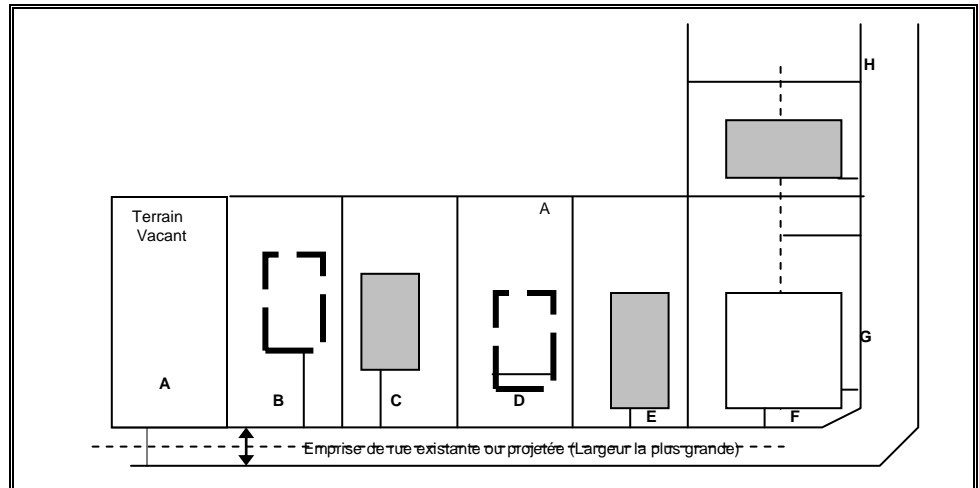 H
A
Terrain
Vacant
G
A
B
C
D
E
F
Emprise de rue existante ou projetée (Largeur la plus grande)